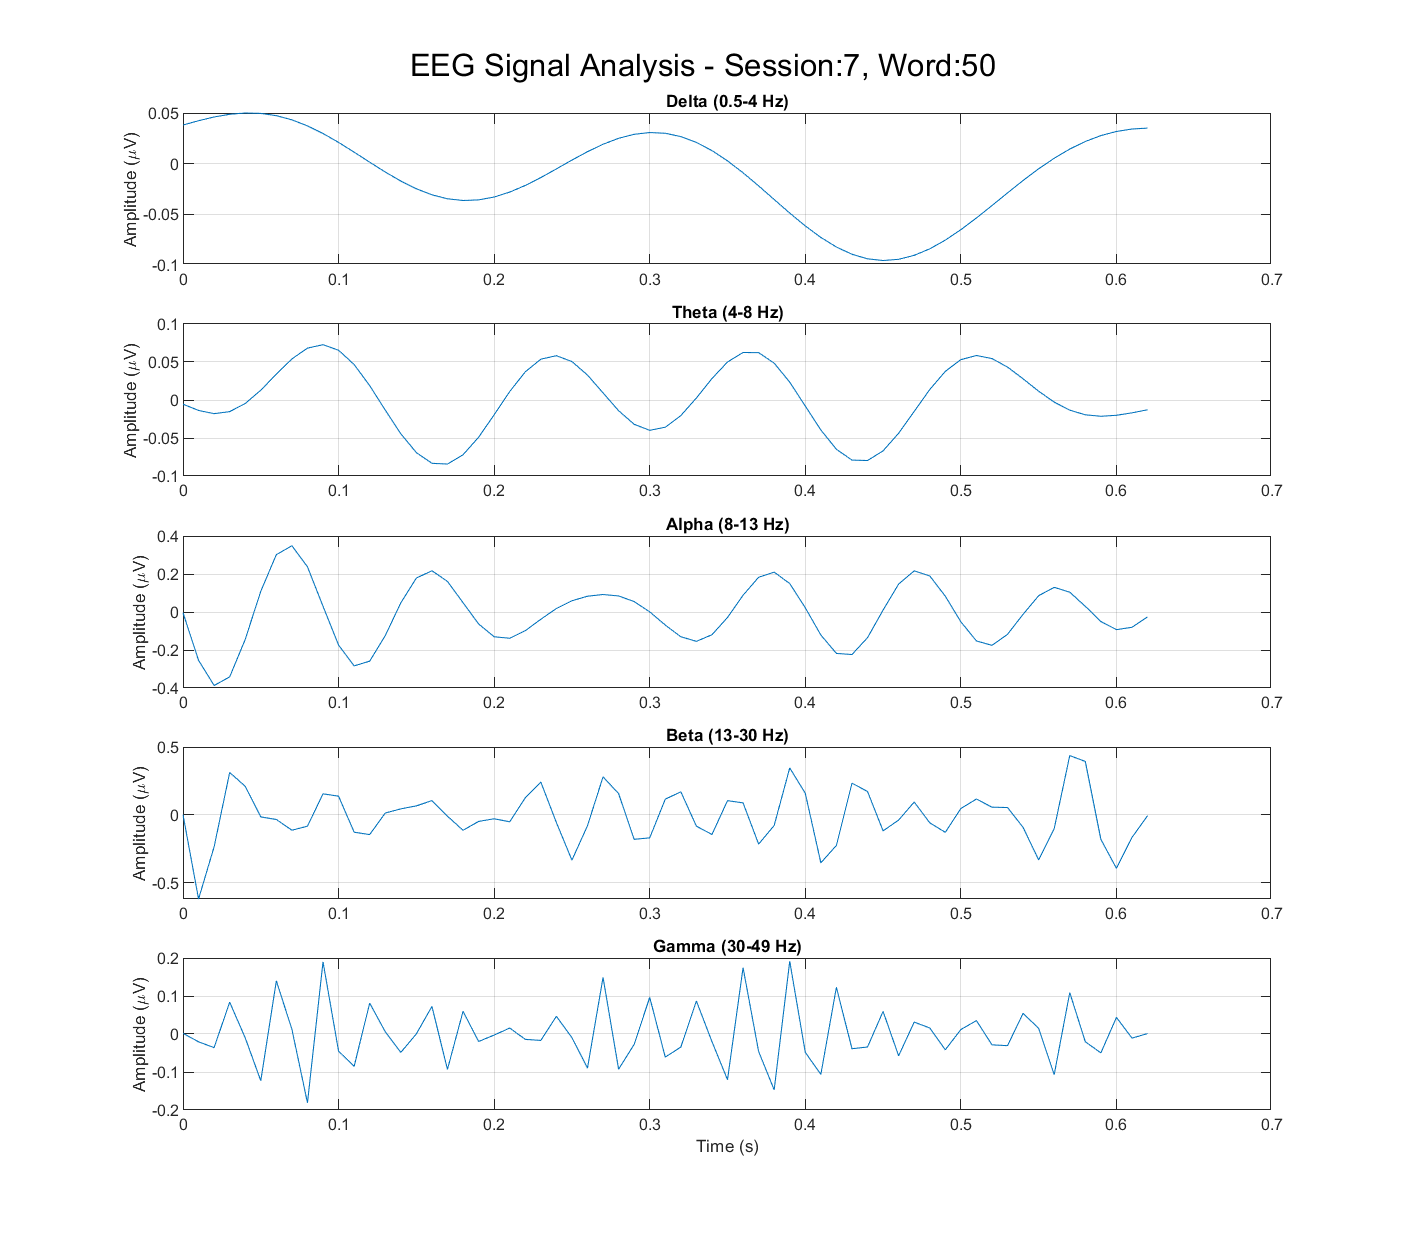 EEG Signal Analysis - Session:7, Word:50
Delta (0.5-4 Hz)
Amplitude (μV)
0.05
0
-0.05
-0.1
0 0.1 0.2 0.3 0.4 0.5 0.6 0.7
Theta (4-8 Hz)
Amplitude (μV)
0.1
0.05
0
-0.05
-0.1
0 0.1 0.2 0.3 0.4 0.5 0.6 0.7
Alpha (8-13 Hz)
Amplitude (μV)
0.4
0.2
0
-0.2
-0.4
0 0.1 0.2 0.3 0.4 0.5 0.6 0.7
Beta (13-30 Hz)
Amplitude (μV)
0.5
0
-0.5
0 0.1 0.2 0.3 0.4 0.5 0.6 0.7
Gamma (30-49 Hz)
Amplitude (μV)
0.2
0.1
0
-0.1
-0.2
0 0.1 0.2 0.3 0.4 0.5 0.6 0.7
Time (s)